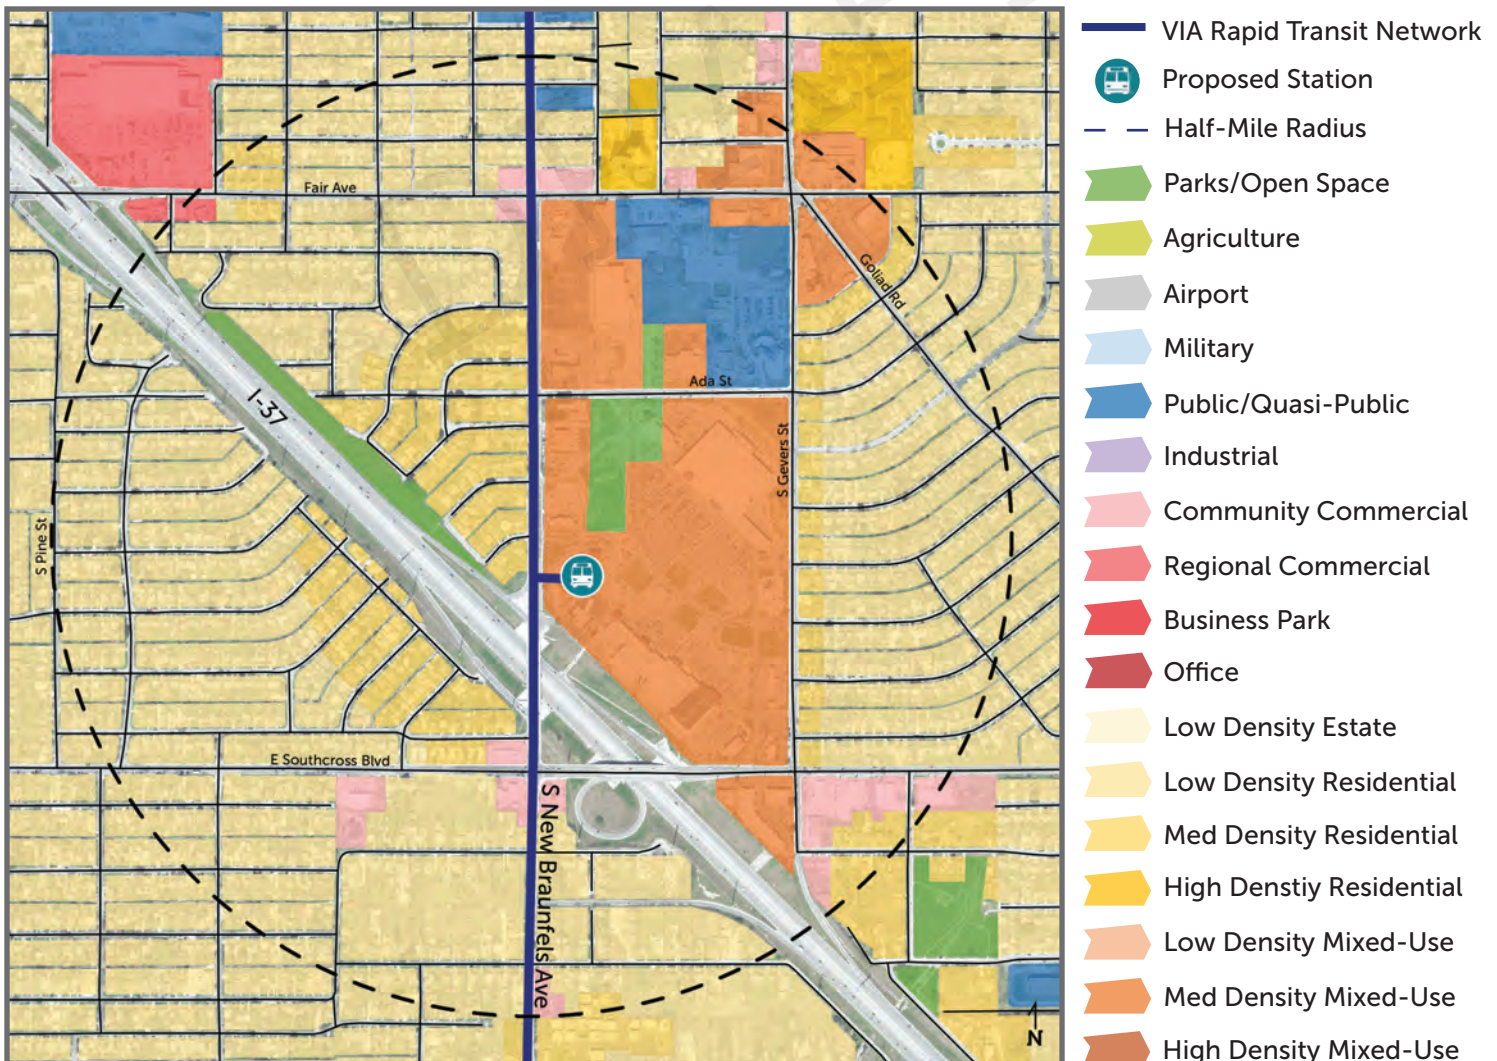 Fair Ave
Goliad Rd
Ada St
I-37
S Gevers St
S Pine St
E Southcross Blvd
S New Braunfels Ave
N
VIA Rapid Transit Network
Proposed Station
Half-Mile Radius
Parks/Open Space
Agriculture
Airport
Military
Public/Quasi-Public
Industrial
Community Commercial
Regional Commercial
Business Park
Office
Low Density Estate
Low Density Residential
Med Density Residential
High Denstiy Residential
Low Density Mixed-Use
Med Density Mixed-Use
High Density Mixed-Use